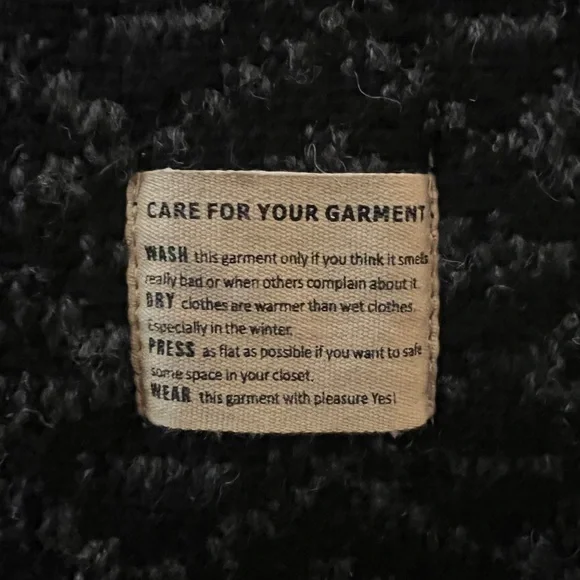 CARE FOR YOUR GARMENT
WASH this garment only if you think it smells
really bad or when others complain about it.
DRY clothes are warmer than wet clothes.
Especially in the winter.
PRESS as flat as possible if you want to safe
some space in your closet.
WEAR this garment with pleasure Yes!